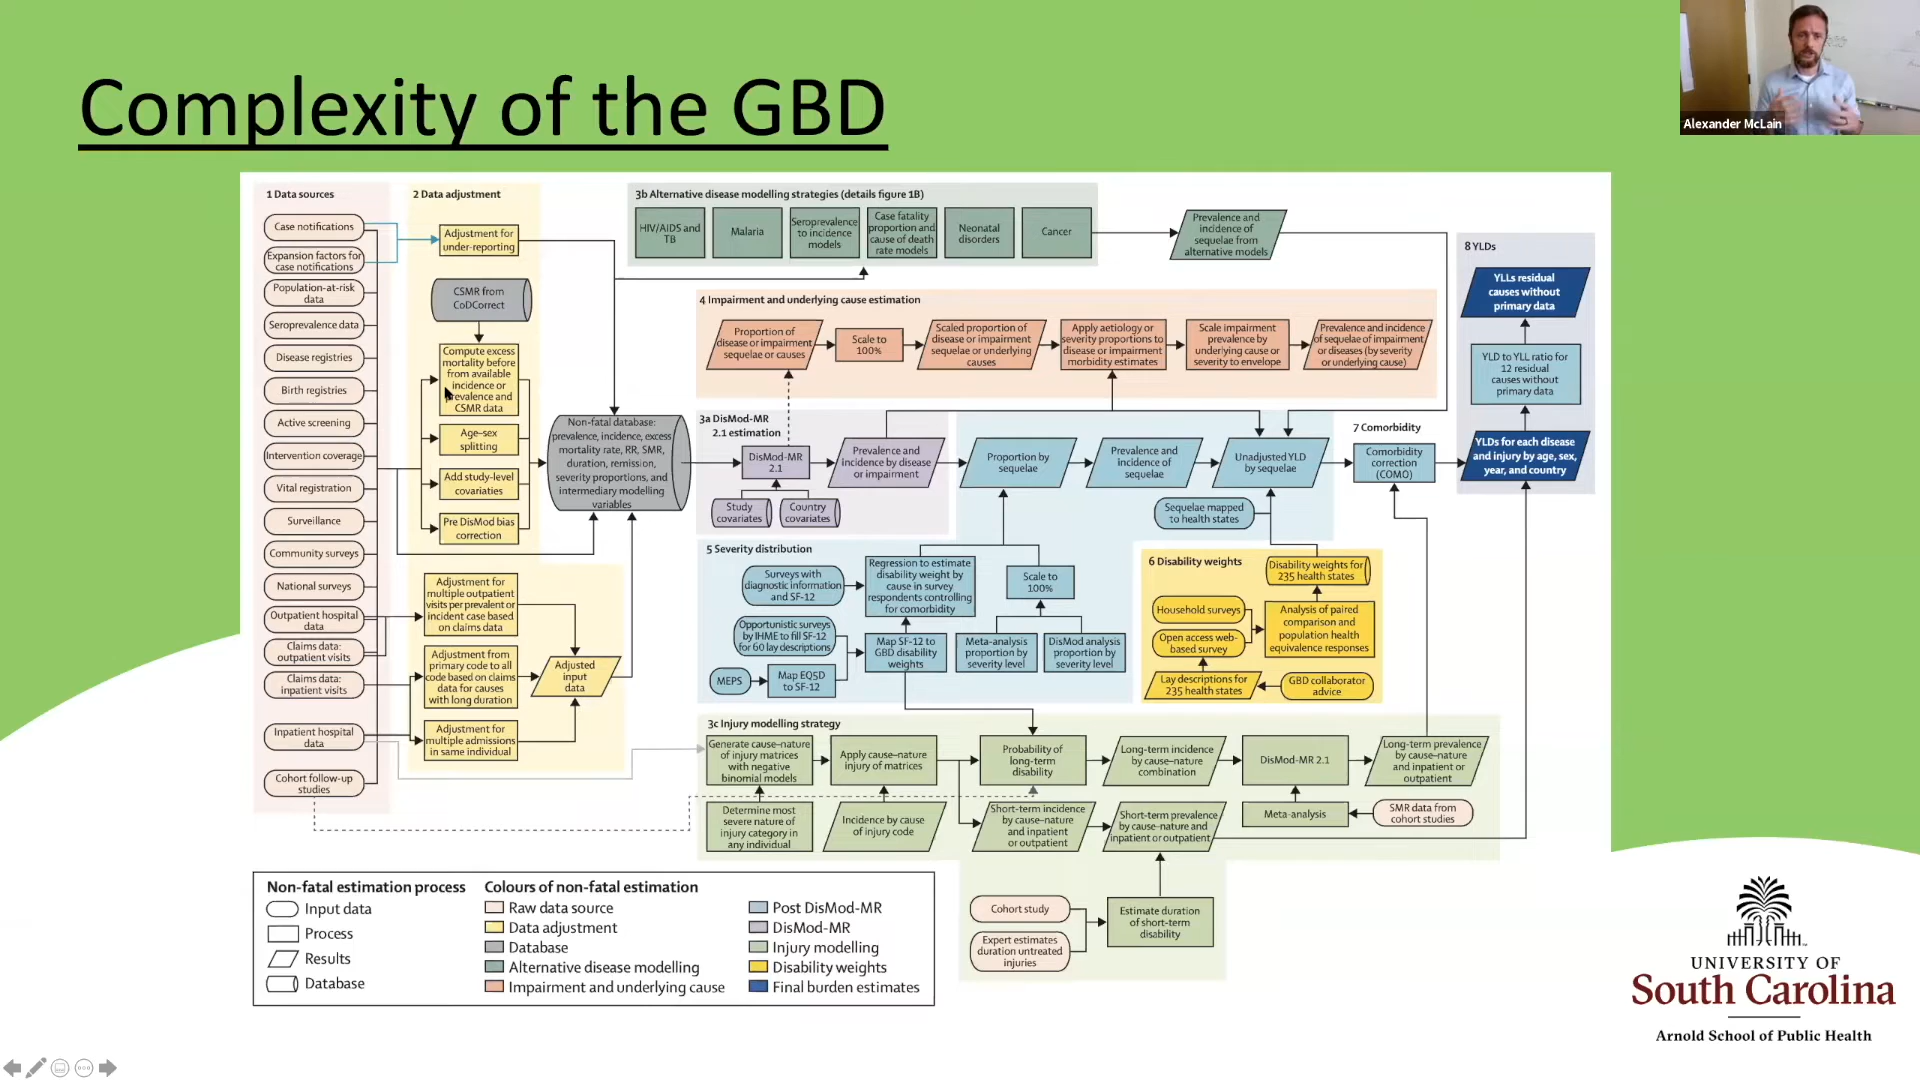 Complexity of the GBD
Alexander McLain
1 Data sources
Case notifications
Expansion factors for
case notifications
Population-at-risk
data
Seroprevalence data
Disease registries
Birth registries
Active screening
Intervention coverage
Vital registration
Surveillance
Community surveys
National surveys
Outpatient hospital
data
Claims data:
outpatient visits
Claims data:
inpatient visits
Inpatient hospital
data
Cohort follow-up
studies
2 Data adjustment
Adjustment for
under-reporting
CSMR from
CoDCorrect
Compute excess
mortality before
from available
incidence or
prevalence and
CSMR data
Age–sex
splitting
Add study-level
covariaties
Pre DisMod bias
correction
Adjustment for
multiple outpatient
visits per prevalent or
incident case based
on claims data
Adjustment from
primary code to all
code based on claims
data for causes
with long duration
Adjustment for
multiple admissions
in same individual
Adjusted
input
data
Non-fatal database:
prevalence, incidence, excess
mortality rate, RR, SMR,
duration, remission,
severity proportions, and
intermediary modelling
variables
3b Alternative disease modelling strategies (details figure 1B)
HIV/AIDS and
TB
Malaria
Seroprevalence
to incidence
models
Case fatality
proportion and
cause of death
rate models
Neonatal
disorders
Cancer
Prevalence and
incidence of
sequelae from
alternative models
4 Impairment and underlying cause estimation
Proportion of
disease or impairment
sequelae or causes
Scale to
100%
Scaled proportion of
disease or impairment
sequelae or underlying
causes
Apply aetiology or
severity proportions to
disease or impairment
morbidity estimates
Scale impairment
prevalence by
underlying cause or
severity to envelope
Prevalence and incidence
of sequelae of impairment
or diseases (by severity
or underlying cause)
3a DisMod-MR
2.1 estimation
DisMod-MR
2.1
Study
covariates
Country
covariates
Prevalence and
incidence by disease
or impairment
Proportion by
sequelae
Prevalence and
incidence of
sequelae
Unadjusted YLD
by sequelae
Sequelae mapped
to health states
7 Comorbidity
Comorbidity
correction
(COMO)
8 YLDs
YLLs residual
causes without
primary data
YLD to YLL ratio for
12 residual
causes without
primary data
YLDs for each disease
and injury by age, sex,
year, and country
5 Severity distribution
Surveys with
diagnostic information
and SF-12
Opportunistic surveys
by IHME to fill SF-12
for 60 lay descriptions
MEPS
Map EQ5D
to SF-12
Regression to estimate
disability weight by
cause in survey
respondents controlling
for comorbidity
Map SF-12 to
GBD disability
weights
Scale to
100%
Meta-analysis
proportion by
severity level
DisMod analysis
proportion by
severity level
6 Disability weights
Disability weights for
235 health states
Household surveys
Open access web-
based survey
Analysis of paired
comparison and
population health
equivalence responses
Lay descriptions for
235 health states
GBD collaborator
advice
3c Injury modelling strategy
Generate cause–nature
of injury matrices
with negative
binomial models
Apply cause–nature
injury of matrices
Probability of
long-term
disability
Long-term incidence
by cause–nature
combination
DisMod-MR 2.1
Long-term prevalence
by cause–nature
and inpatient or
outpatient
Determine most
severe nature of
injury category in
any individual
Incidence by cause
of injury code
Short-term incidence
by cause–nature
and inpatient
or outpatient
Short-term prevalence
by cause–nature and
inpatient or outpatient
Meta-analysis
SMR data from
cohort studies
Cohort study
Expert estimates
duration untreated
injuries
Estimate duration
of short-term
disability
Non-fatal estimation process
Input data
Process
Results
Database
Colours of non-fatal estimation
Raw data source
Data adjustment
Database
Alternative disease modelling
Impairment and underlying cause
Post DisMod-MR
DisMod-MR
Injury modelling
Disability weights
Final burden estimates
UNIVERSITY OF
South Carolina
Arnold School of Public Health